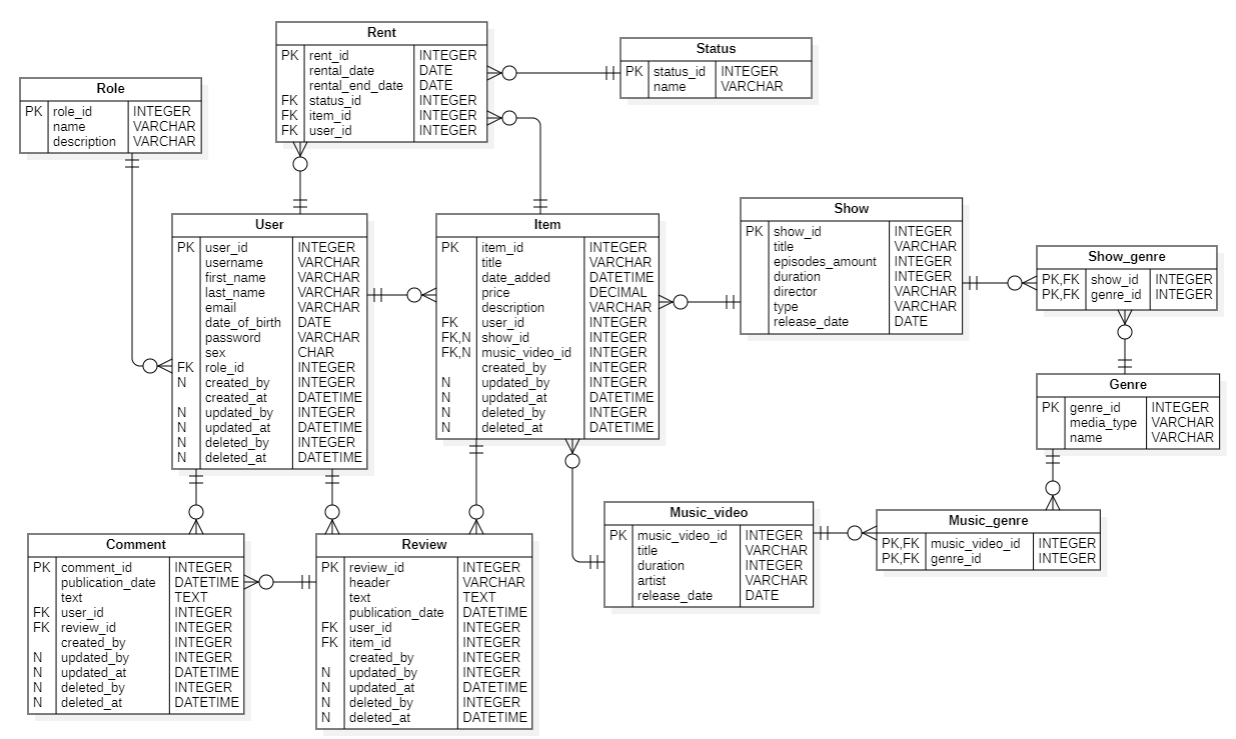 Rent
PK rent_id INTEGER
rental_date DATE
rental_end_date DATE
FK status_id INTEGER
FK item_id INTEGER
FK user_id INTEGER
Status
PK status_id INTEGER
name VARCHAR
Role
PK role_id INTEGER
name VARCHAR
description VARCHAR
User
PK user_id INTEGER
username VARCHAR
first_name VARCHAR
last_name VARCHAR
email VARCHAR
date_of_birth DATE
password VARCHAR
sex CHAR
FK role_id INTEGER
N created_by INTEGER
created_at DATETIME
N updated_by INTEGER
N updated_at DATETIME
N deleted_by INTEGER
N deleted_at DATETIME
Item
PK item_id INTEGER
title VARCHAR
date_added DATETIME
price DECIMAL
description VARCHAR
FK user_id INTEGER
FK,N show_id INTEGER
FK,N music_video_id INTEGER
created_by INTEGER
N updated_by INTEGER
N updated_at DATETIME
N deleted_by INTEGER
N deleted_at DATETIME
Show
PK show_id INTEGER
title VARCHAR
episodes_amount INTEGER
duration INTEGER
director VARCHAR
type VARCHAR
release_date DATE
Show_genre
PK,FK show_id INTEGER
PK,FK genre_id INTEGER
Genre
PK genre_id INTEGER
media_type VARCHAR
name VARCHAR
Music_video
PK music_video_id INTEGER
title VARCHAR
duration INTEGER
artist VARCHAR
release_date DATE
Music_genre
PK,FK music_video_id INTEGER
PK,FK genre_id INTEGER
Comment
PK comment_id INTEGER
publication_date DATETIME
text TEXT
FK user_id INTEGER
FK review_id INTEGER
created_by INTEGER
N updated_by INTEGER
N updated_at DATETIME
N deleted_by INTEGER
N deleted_at DATETIME
Review
PK review_id INTEGER
header VARCHAR
text TEXT
publication_date DATETIME
FK user_id INTEGER
FK item_id INTEGER
created_by INTEGER
N updated_by INTEGER
N updated_at DATETIME
N deleted_by INTEGER
N deleted_at DATETIME